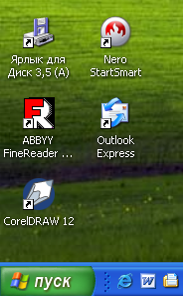 Ярлык для
Диск 3,5 (А)
Nero
StartSmart
ABBYY
FineReader ...
Outlook
Express
CorelDRAW 12
пуск